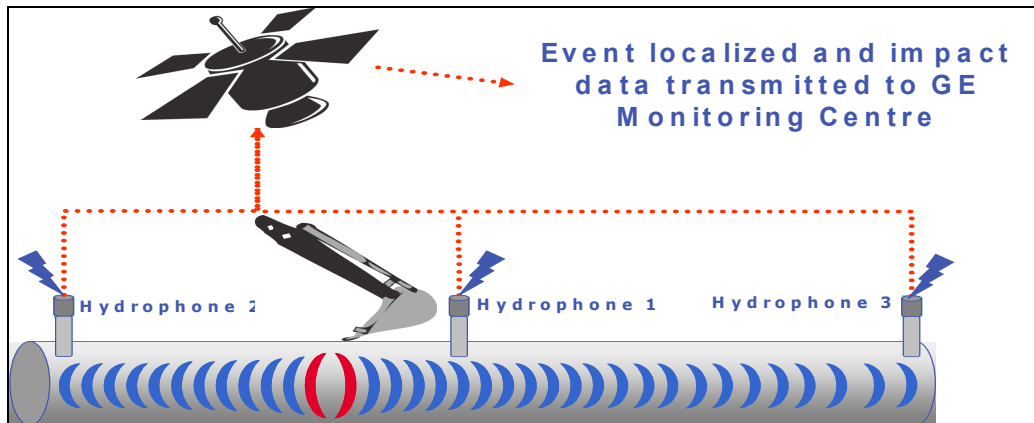 Event localized and impact
data transmitted to GE
Monitoring Centre
Hydrophone 2
Hydrophone 1
Hydrophone 3